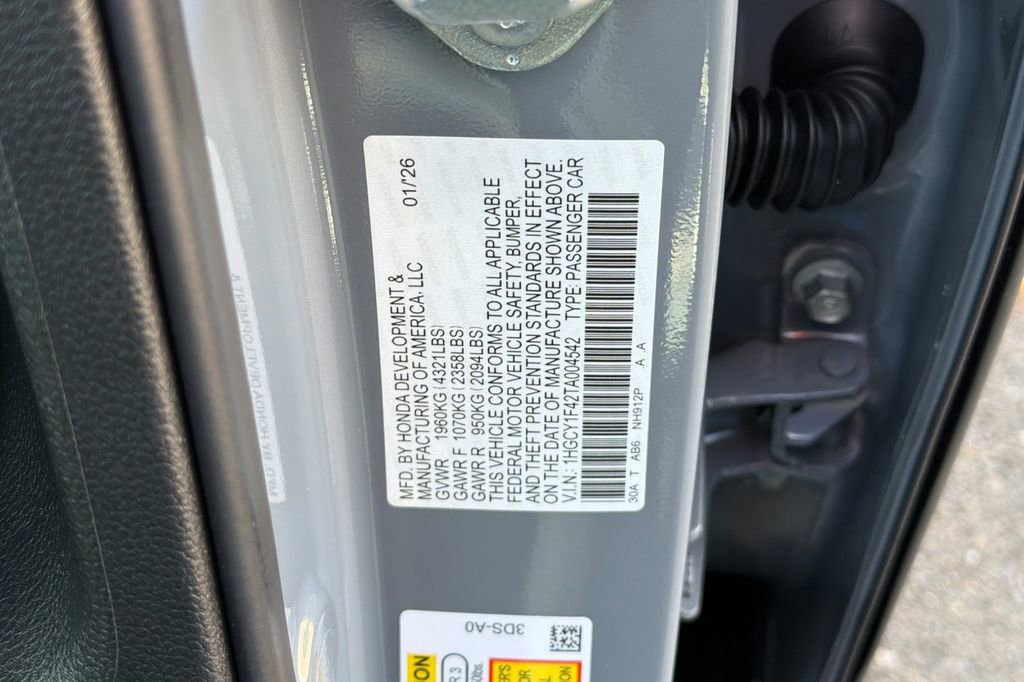 MFD. BY HONDA DEVELOPMENT &
MANUFACTURING OF AMERICA, LLC 01/26
GVWR 1960KG(4321LBS)
GAWR F 1070KG(2358LBS)
GAWR R 950KG(2094LBS)
THIS VEHICLE CONFORMS TO ALL APPLICABLE
FEDERAL MOTOR VEHICLE SAFETY, BUMPER,
AND THEFT PREVENTION STANDARDS IN EFFECT
ON THE DATE OF MANUFACTURE SHOWN ABOVE.
V.I.N.: 1HGCY1F42TA004542 TYPE: PASSENGER CAR
30A T AB6 NH912P A A
3DS-A0